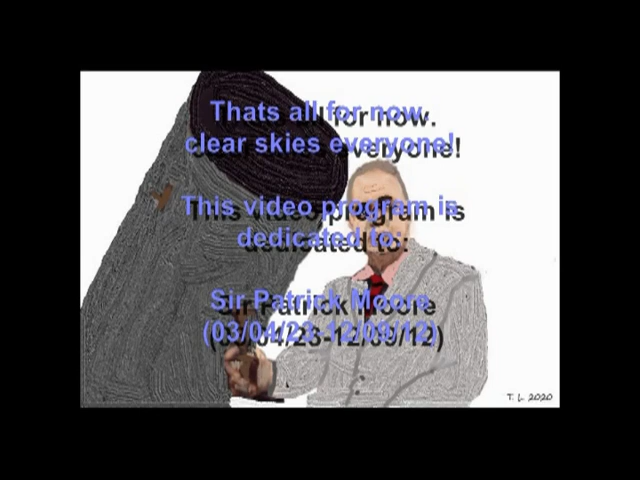 Thats all for now.
clear skies everyone!
This video program is
dedicated to:
Sir Patrick Moore
(03/04/23-12/09/12)
T. L. 2020